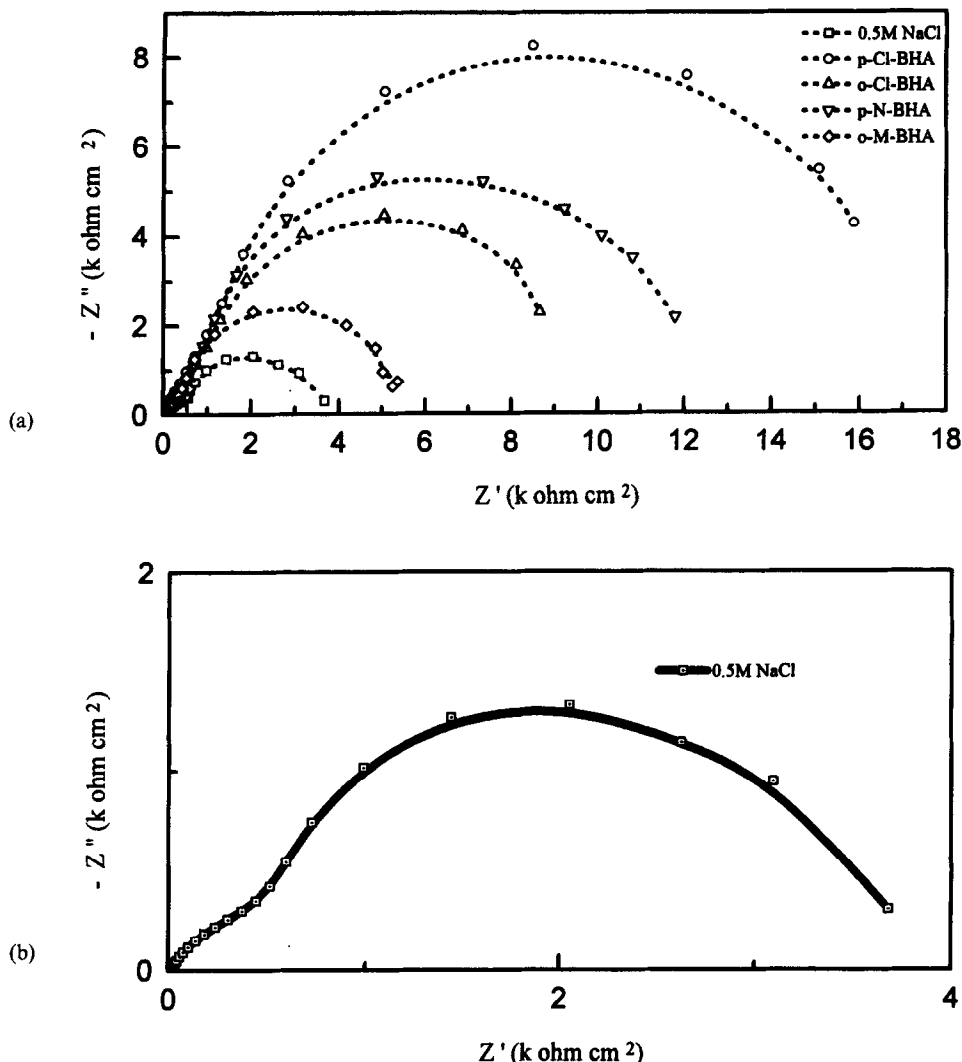 (a)
- Z '' (k ohm cm 2)
8
6
4
2
0
0 2 4 6 8 10 12 14 16 18
Z ' (k ohm cm 2)
0.5M NaCl
p-Cl-BHA
o-Cl-BHA
p-N-BHA
o-M-BHA
(b)
- Z '' (k ohm cm 2)
2
0
0 2 4
Z ' (k ohm cm 2)
0.5M NaCl